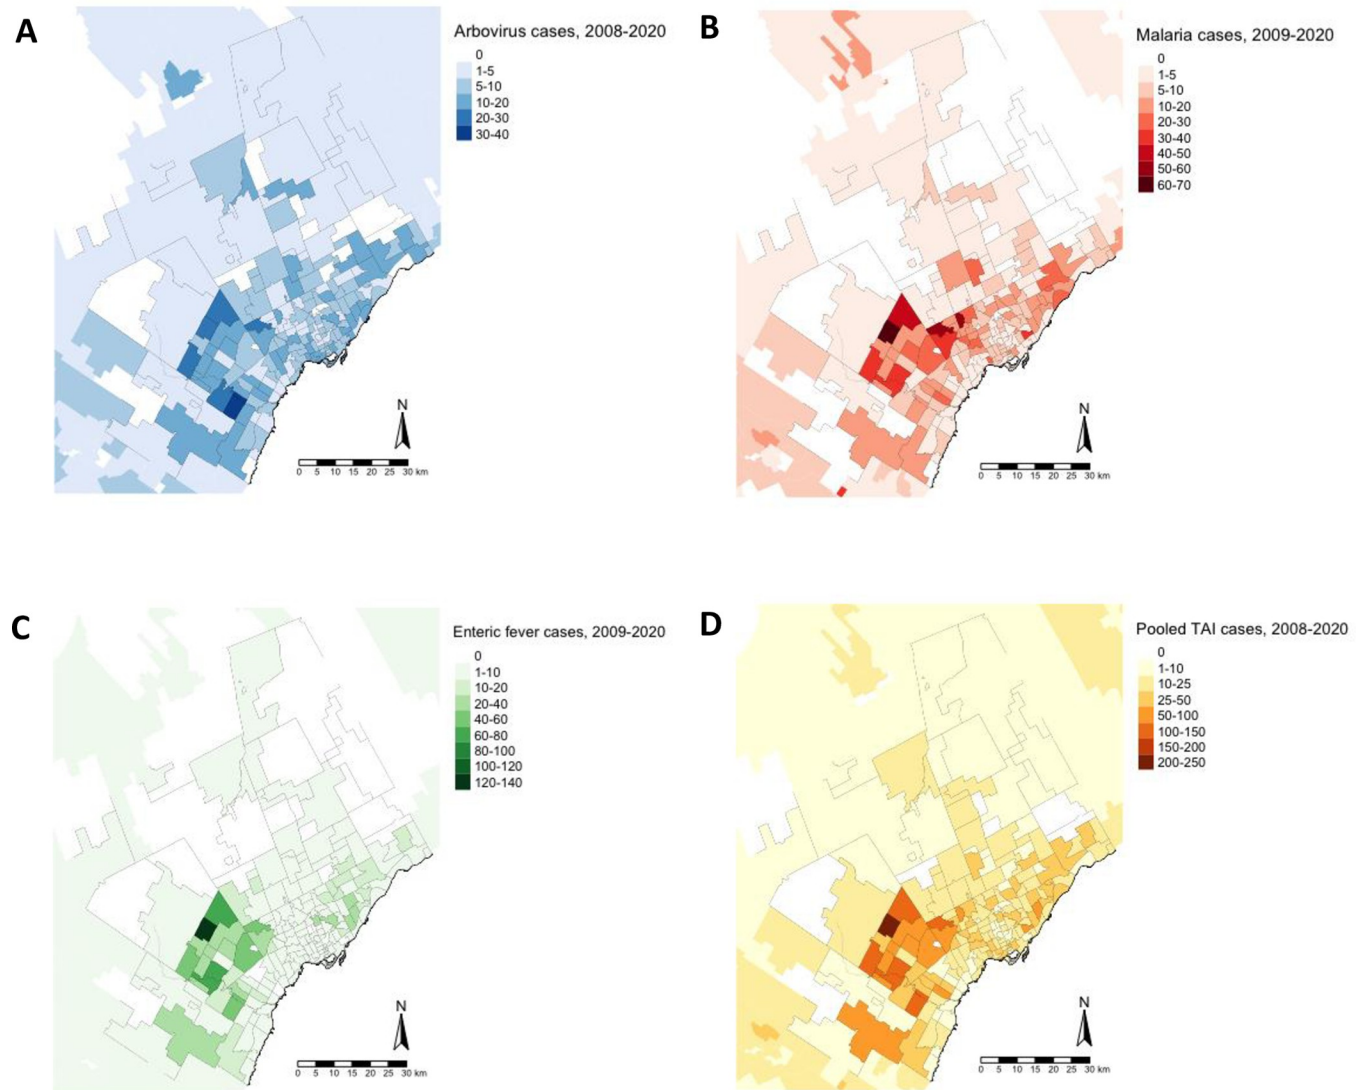 A
Arbovirus cases, 2008-2020
0
1-5
5-10
10-20
20-30
30-40
N
0 5 10 15 20 25 30 km
B
Malaria cases, 2009-2020
0
1-5
5-10
10-20
20-30
30-40
40-50
50-60
60-70
N
0 5 10 15 20 25 30 km
C
Enteric fever cases, 2009-2020
0
1-10
10-20
20-40
40-60
60-80
80-100
100-120
120-140
N
0 5 10 15 20 25 30 km
D
Pooled TAI cases, 2008-2020
0
1-10
10-25
25-50
50-100
100-150
150-200
200-250
N
0 5 10 15 20 25 30 km